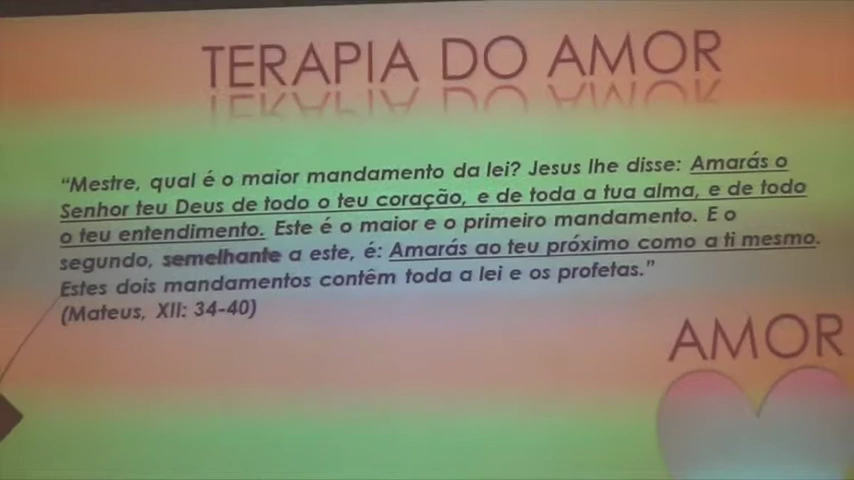 TERAPIA DO AMOR
“Mestre, qual é o maior mandamento da lei? Jesus lhe disse: Amarás o
Senhor teu Deus de todo o teu coração, e de toda a tua alma, e de todo
o teu entendimento. Este é o maior e o primeiro mandamento. E o
segundo, semelhante a este, é: Amarás ao teu próximo como a ti mesmo.
Estes dois mandamentos contêm toda a lei e os profetas.”
(Mateus, XII: 34-40)
AMOR